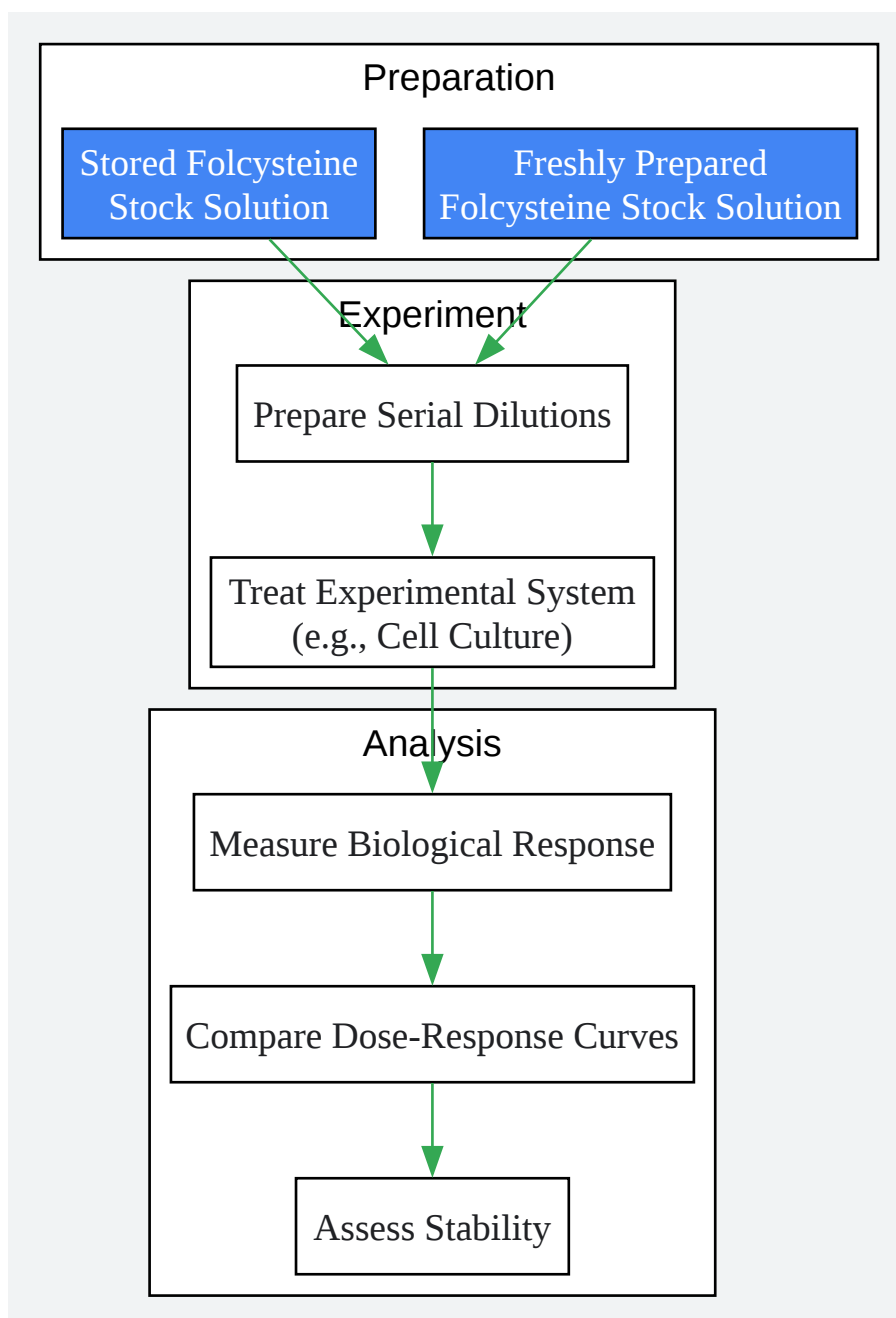 Preparation
Stored Folcysteine
Stock Solution
Freshly Prepared
Folcysteine Stock Solution
Experiment
Prepare Serial Dilutions
Treat Experimental System
(e.g., Cell Culture)
Analysis
Measure Biological Response
Compare Dose-Response Curves
Assess Stability